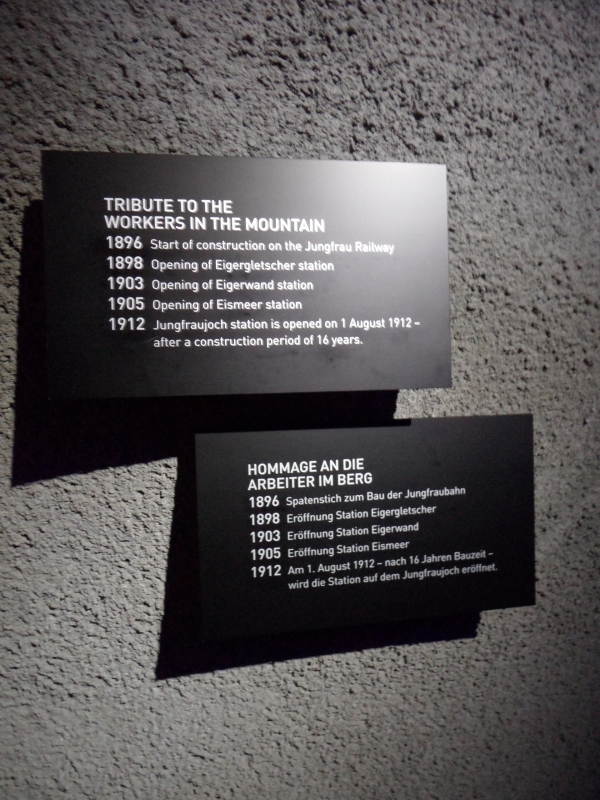 TRIBUTE TO THE
WORKERS IN THE MOUNTAIN
1896 Start of construction on the Jungfrau Railway
1898 Opening of Eigergletscher station
1903 Opening of Eigerwand station
1905 Opening of Eismeer station
1912 Jungfraujoch station is opened on 1 August 1912 –
after a construction period of 16 years.
HOMMAGE AN DIE
ARBEITER IM BERG
1896 Spatenstich zum Bau der Jungfraubahn
1898 Eröffnung Station Eigergletscher
1903 Eröffnung Station Eigerwand
1905 Eröffnung Station Eismeer
1912 Am 1. August 1912 – nach 16 Jahren Bauzeit –
wird die Station auf dem Jungfraujoch eröffnet.